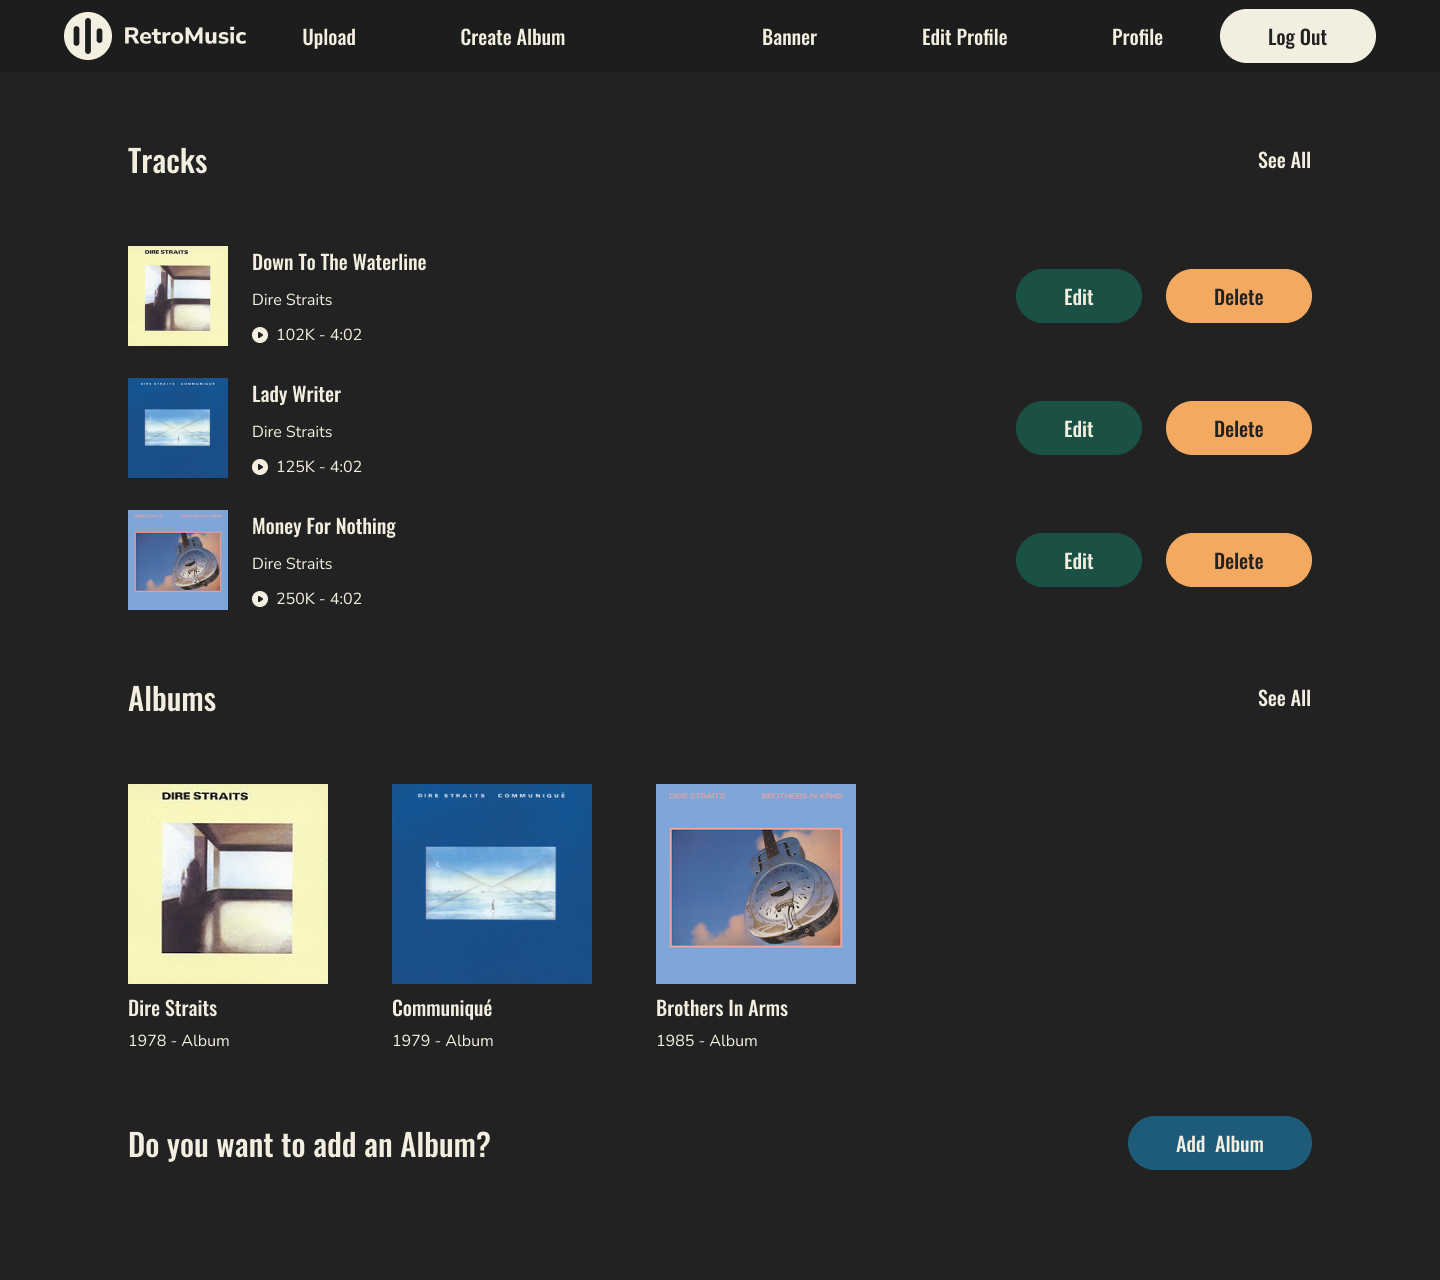 RetroMusic Upload Create Album Banner Edit Profile Profile Log Out
Tracks See All
DIRE STRAITS
Down To The Waterline
Dire Straits
102K - 4:02
Edit Delete
DIRE STRAITS COMMUNIQUÉ
Lady Writer
Dire Straits
125K - 4:02
Edit Delete
DIRE STRAITS BROTHERS IN ARMS
Money For Nothing
Dire Straits
250K - 4:02
Edit Delete
Albums See All
DIRE STRAITS
DIRE STRAITS COMMUNIQUÉ
DIRE STRAITS BROTHERS IN ARMS
Dire Straits
1978 - Album
Communiqué
1979 - Album
Brothers In Arms
1985 - Album
Do you want to add an Album? Add Album